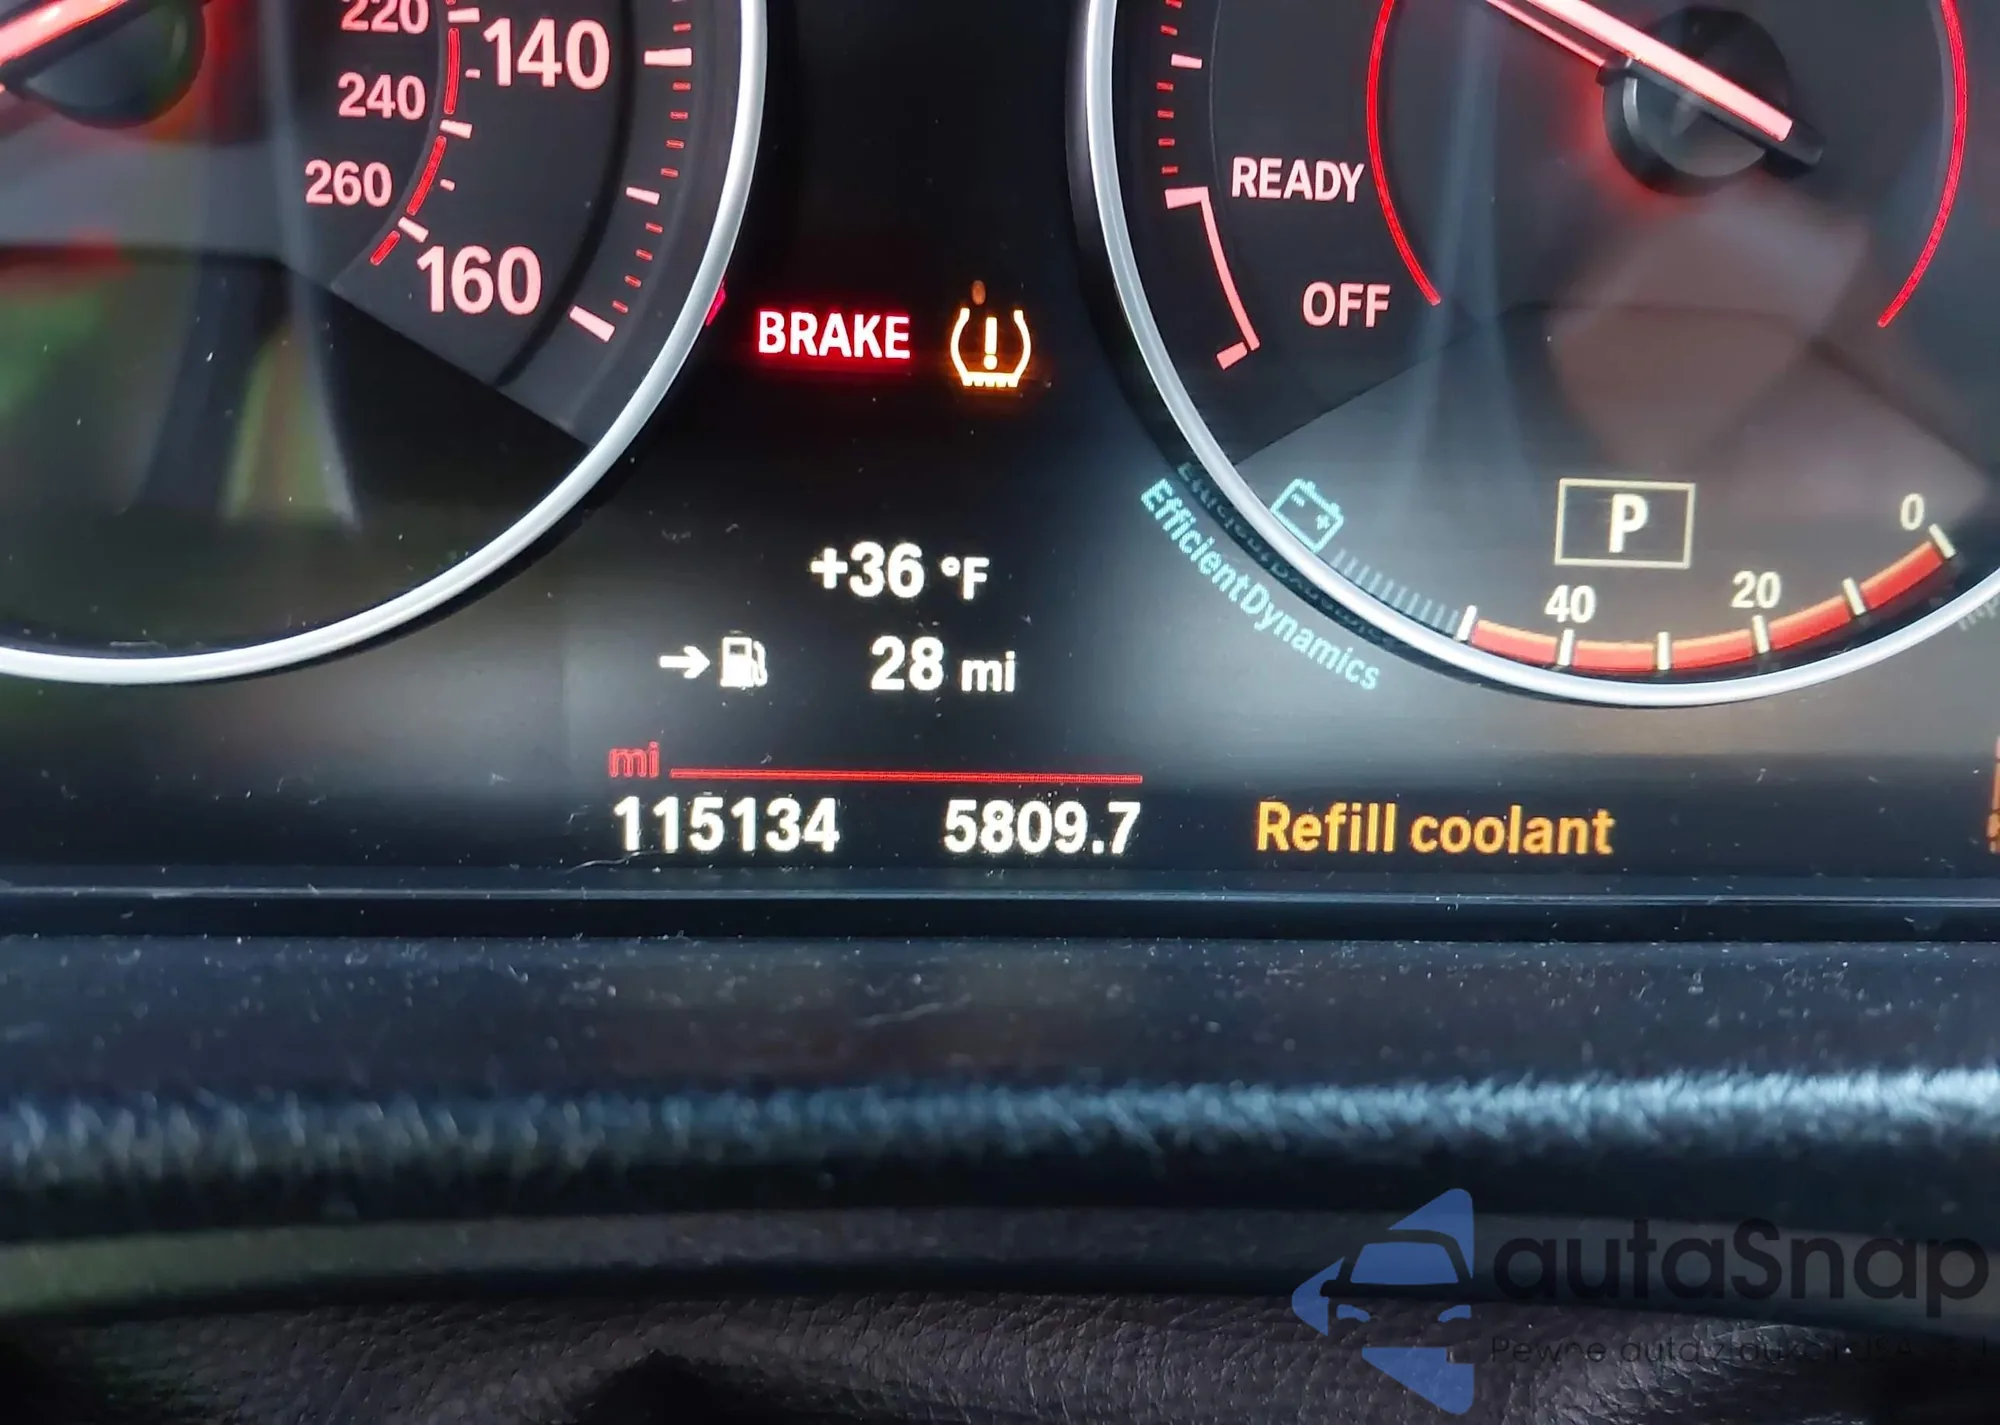 220
140
240
260
160
READY
OFF
BRAKE
EfficientDynamics
P
0
20
40
+36 °F
28 mi
mi
115134 5809.7
Refill coolant
autaSnap